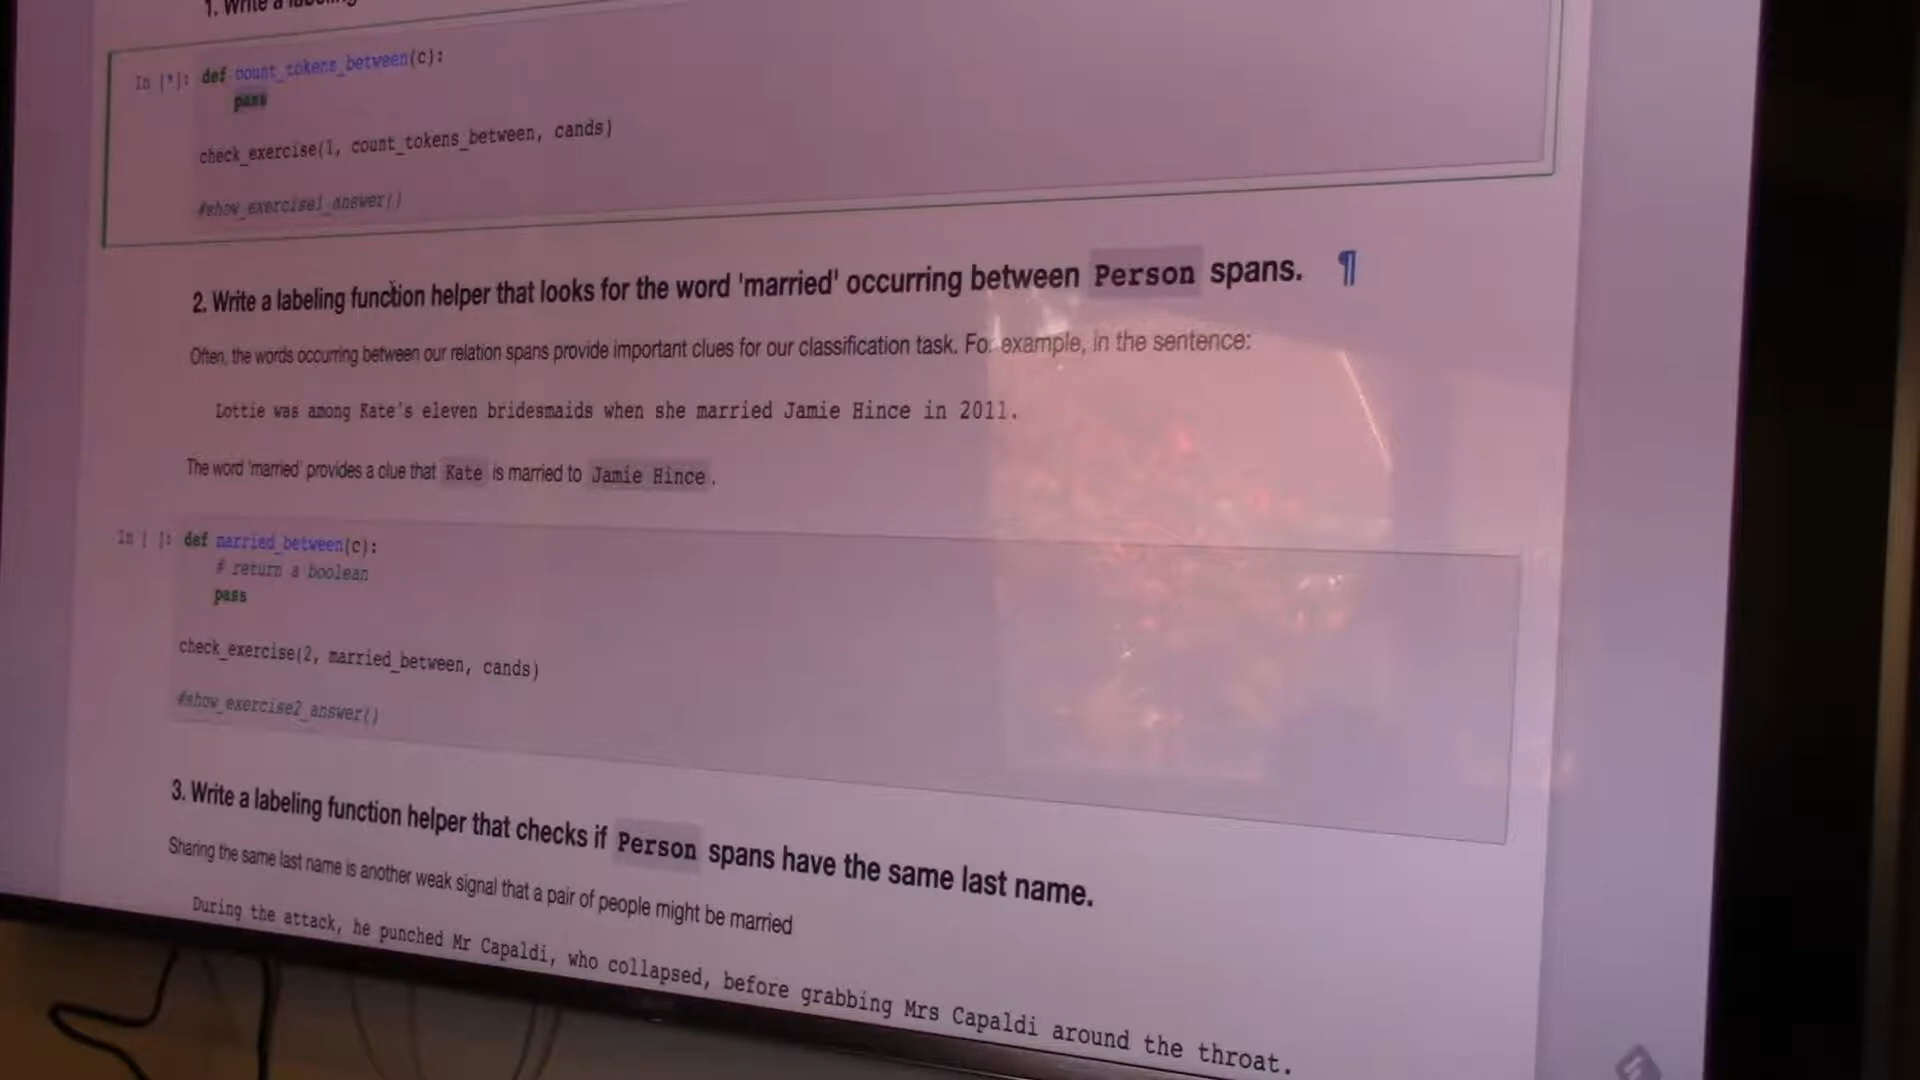 1. Write a labeling
In [*]: def count_tokens_between(c):
pass
check_exercise(1, count_tokens_between, cands)
#show_exercise1_answer()
2. Write a labeling function helper that looks for the word 'married' occurring between Person spans. ¶
Often, the words occurring between our relation spans provide important clues for our classification task. For example, in the sentence:
Lottie was among Kate's eleven bridesmaids when she married Jamie Hince in 2011.
The word 'married' provides a clue that Kate is married to Jamie Hince.
In [ ]: def married_between(c):
# return a boolean
pass
check_exercise(2, married_between, cands)
#show_exercise2_answer()
3. Write a labeling function helper that checks if Person spans have the same last name.
Sharing the same last name is another weak signal that a pair of people might be married
During the attack, he punched Mr Capaldi, who collapsed, before grabbing Mrs Capaldi around the throat.